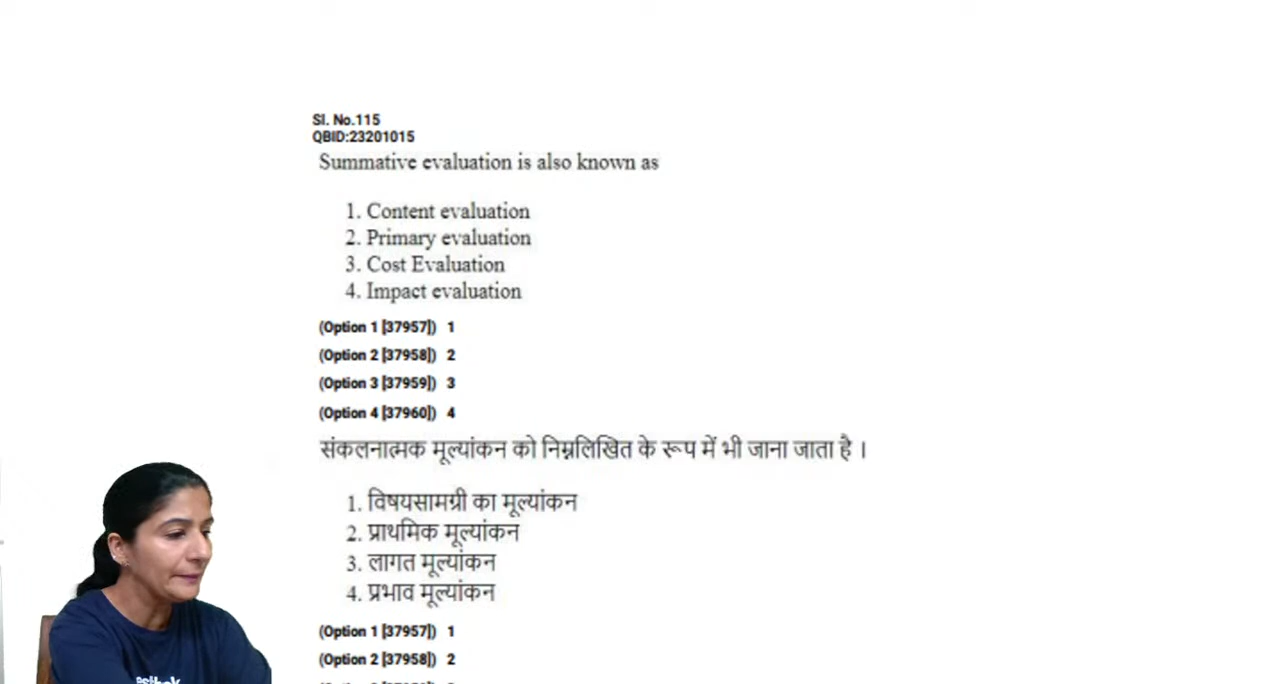 Sl. No.115
QBID:23201015
Summative evaluation is also known as
1. Content evaluation
2. Primary evaluation
3. Cost Evaluation
4. Impact evaluation
(Option 1 [37957]) 1
(Option 2 [37958]) 2
(Option 3 [37959]) 3
(Option 4 [37960]) 4
संकलनात्मक मूल्यांकन को निम्नलिखित के रूप में भी जाना जाता है ।
1. विषयसामग्री का मूल्यांकन
2. प्राथमिक मूल्यांकन
3. लागत मूल्यांकन
4. प्रभाव मूल्यांकन
(Option 1 [37957]) 1
(Option 2 [37958]) 2